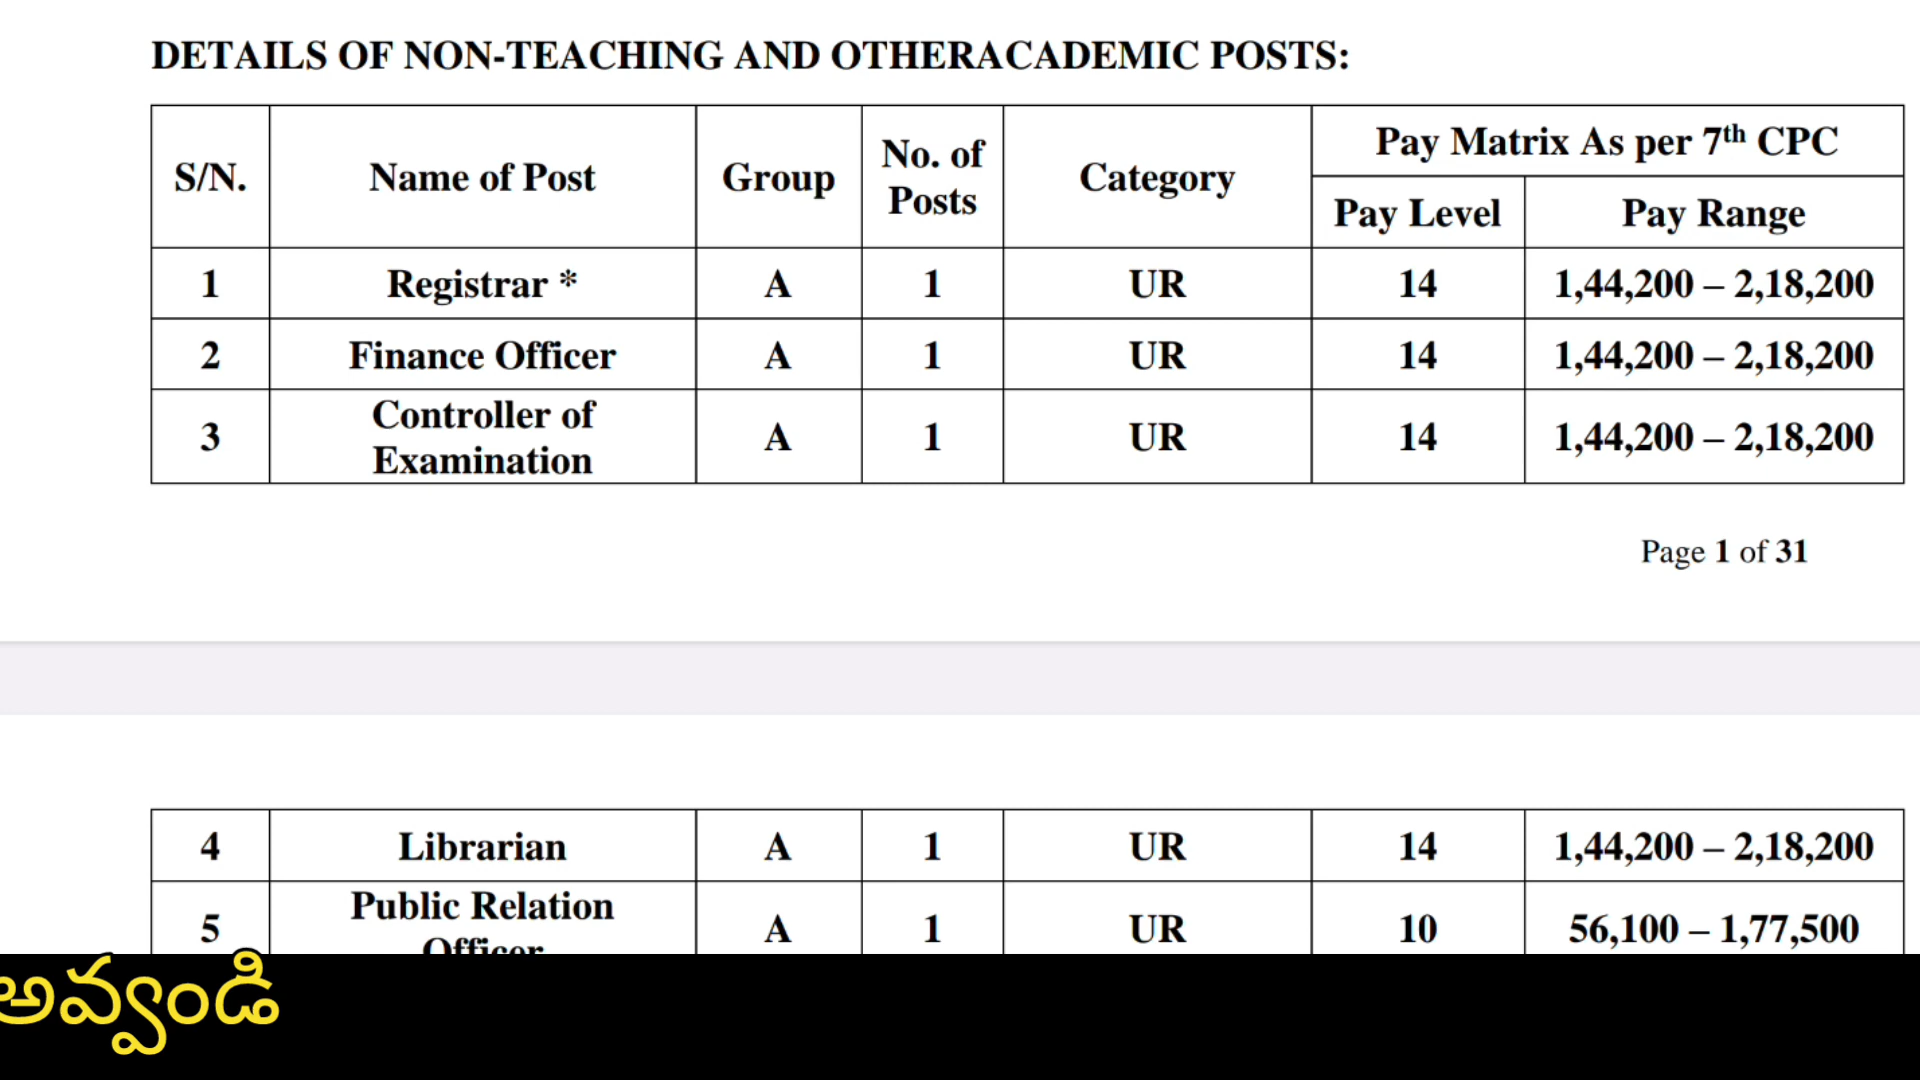 DETAILS OF NON-TEACHING AND OTHERACADEMIC POSTS:
S/N. Name of Post Group No. of Posts Category Pay Matrix As per 7th CPC
Pay Level Pay Range
1 Registrar * A 1 UR 14 1,44,200 – 2,18,200
2 Finance Officer A 1 UR 14 1,44,200 – 2,18,200
3 Controller of Examination A 1 UR 14 1,44,200 – 2,18,200
Page 1 of 31
4 Librarian A 1 UR 14 1,44,200 – 2,18,200
5 Public Relation Officer A 1 UR 10 56,100 – 1,77,500
అవ్వండి